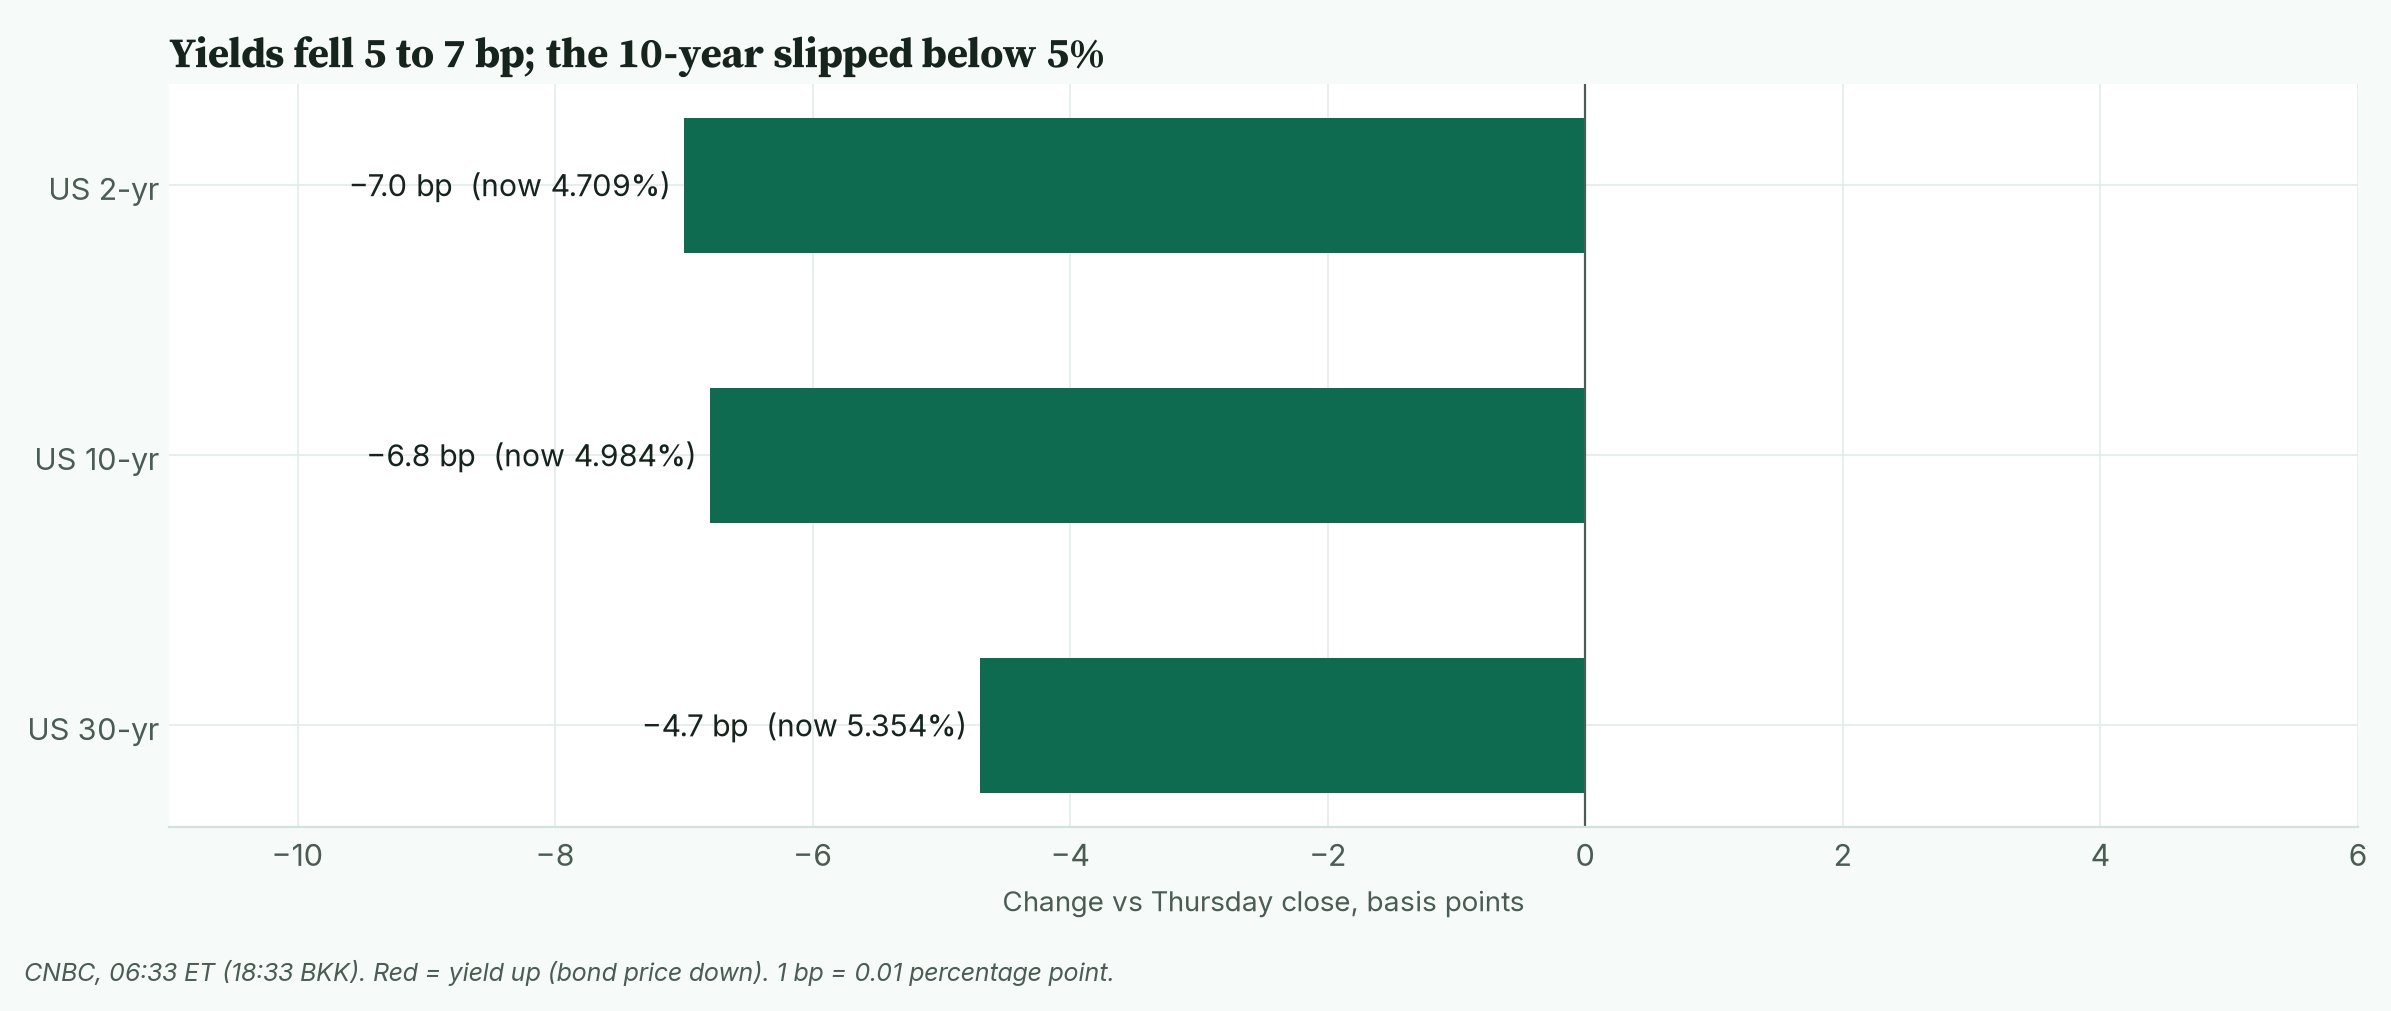 Yields fell 5 to 7 bp; the 10-year slipped below 5%
US 2-yr
−7.0 bp (now 4.709%)
US 10-yr
−6.8 bp (now 4.984%)
US 30-yr
−4.7 bp (now 5.354%)
−10 −8 −6 −4 −2 0 2 4 6
Change vs Thursday close, basis points
CNBC, 06:33 ET (18:33 BKK). Red = yield up (bond price down). 1 bp = 0.01 percentage point.